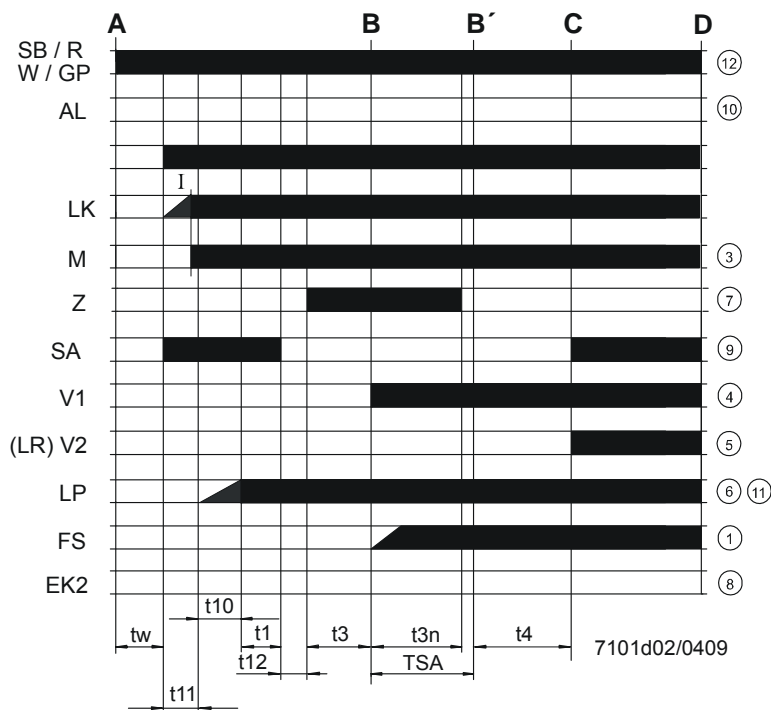 A B B´ C D
SB / R
W / GP 12
AL 10
I
LK
M 3
Z 7
SA 9
V1 4
(LR) V2 5
LP 6 11
FS 1
EK2 8
t10
tw t1 t3 t3n t4 7101d02/0409
t12 TSA
t11